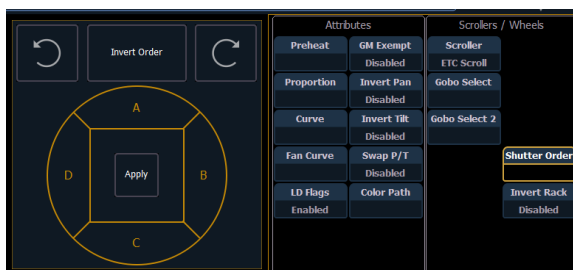 Attributes
Scrollers / Wheels
Invert Order
A
B
C
D
Apply
Preheat
GM Exempt
Disabled
Scroller
ETC Scroll
Proportion
Invert Pan
Disabled
Gobo Select
Curve
Invert Tilt
Disabled
Gobo Select 2
Fan Curve
Swap P/T
Disabled
Shutter Order
LD Flags
Enabled
Color Path
Invert Rack
Disabled